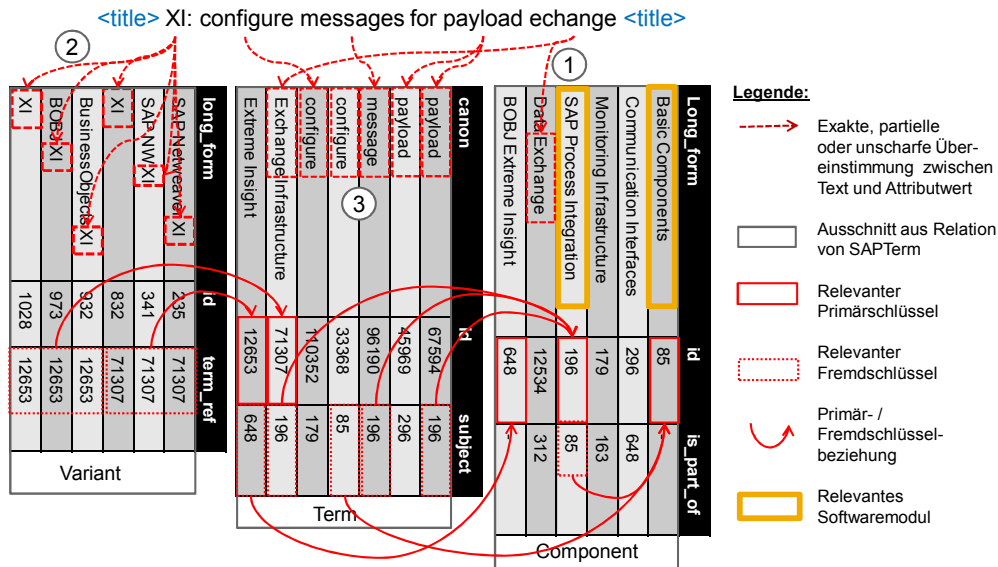 <title> XI: configure messages for payload echange <title>
2
1
3
long_form id term_ref
SAP Netweaver XI 235 71307
SAP NW XI 341 71307
XI 832 71307
BusinessObjects XI 932 12653
BOBJ XI 973 12653
XI 1028 12653
Variant
canon id subject
payload 67594 196
payload 45969 296
message 96190 196
configure 33368 85
configure 110352 179
Exchange Infrastructure 71307 196
Extreme Insight 12653 648
Term
Long_form id is_part_of
Basic Components 85
Communication Interfaces 296 648
Monitoring Infrastructure 179 163
SAP Process Integration 196 85
Data Exchange 12534 312
BOBJ Extreme Insight 648
Component
Legende:
Exakte, partielle
oder unscharfe Über-
einstimmung zwischen
Text und Attributwert
Ausschnitt aus Relation
von SAPTerm
Relevanter
Primärschlüssel
Relevanter
Fremdschlüssel
Primär- /
Fremdschlüssel-
beziehung
Relevantes
Softwaremodul